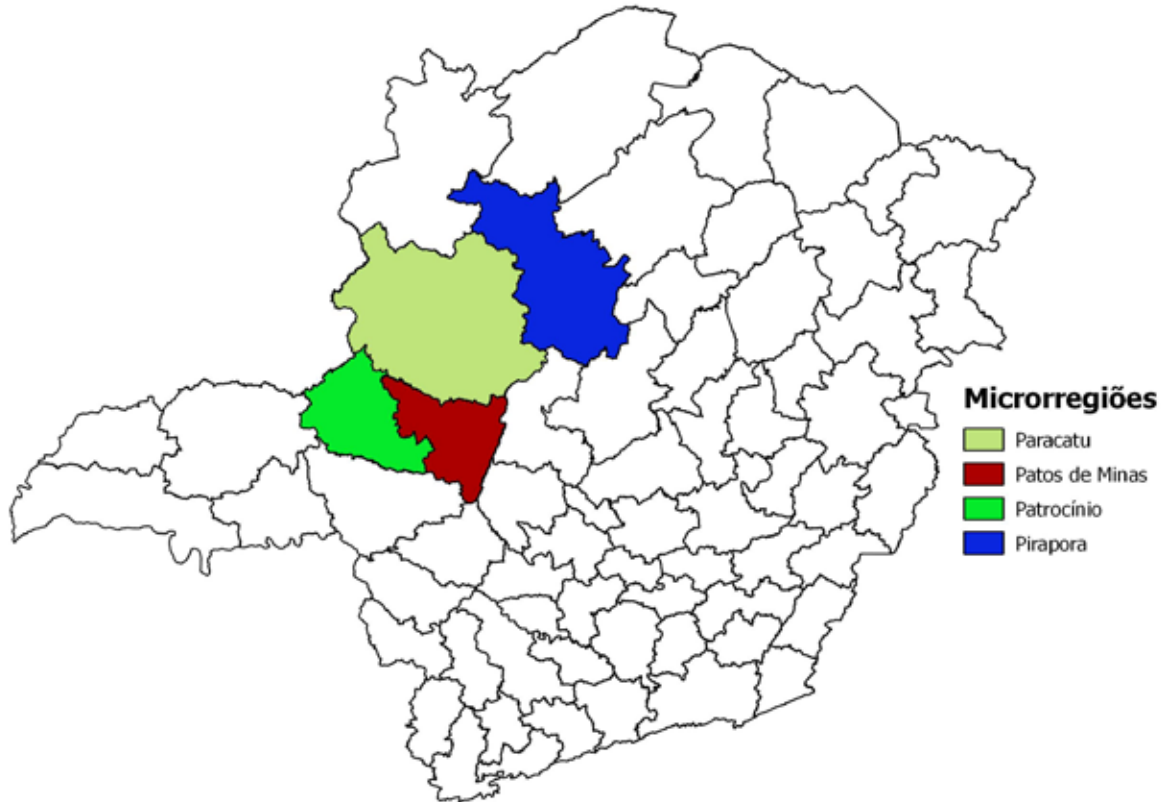 Microrregiões
Paracatu
Patos de Minas
Patrocínio
Pirapora